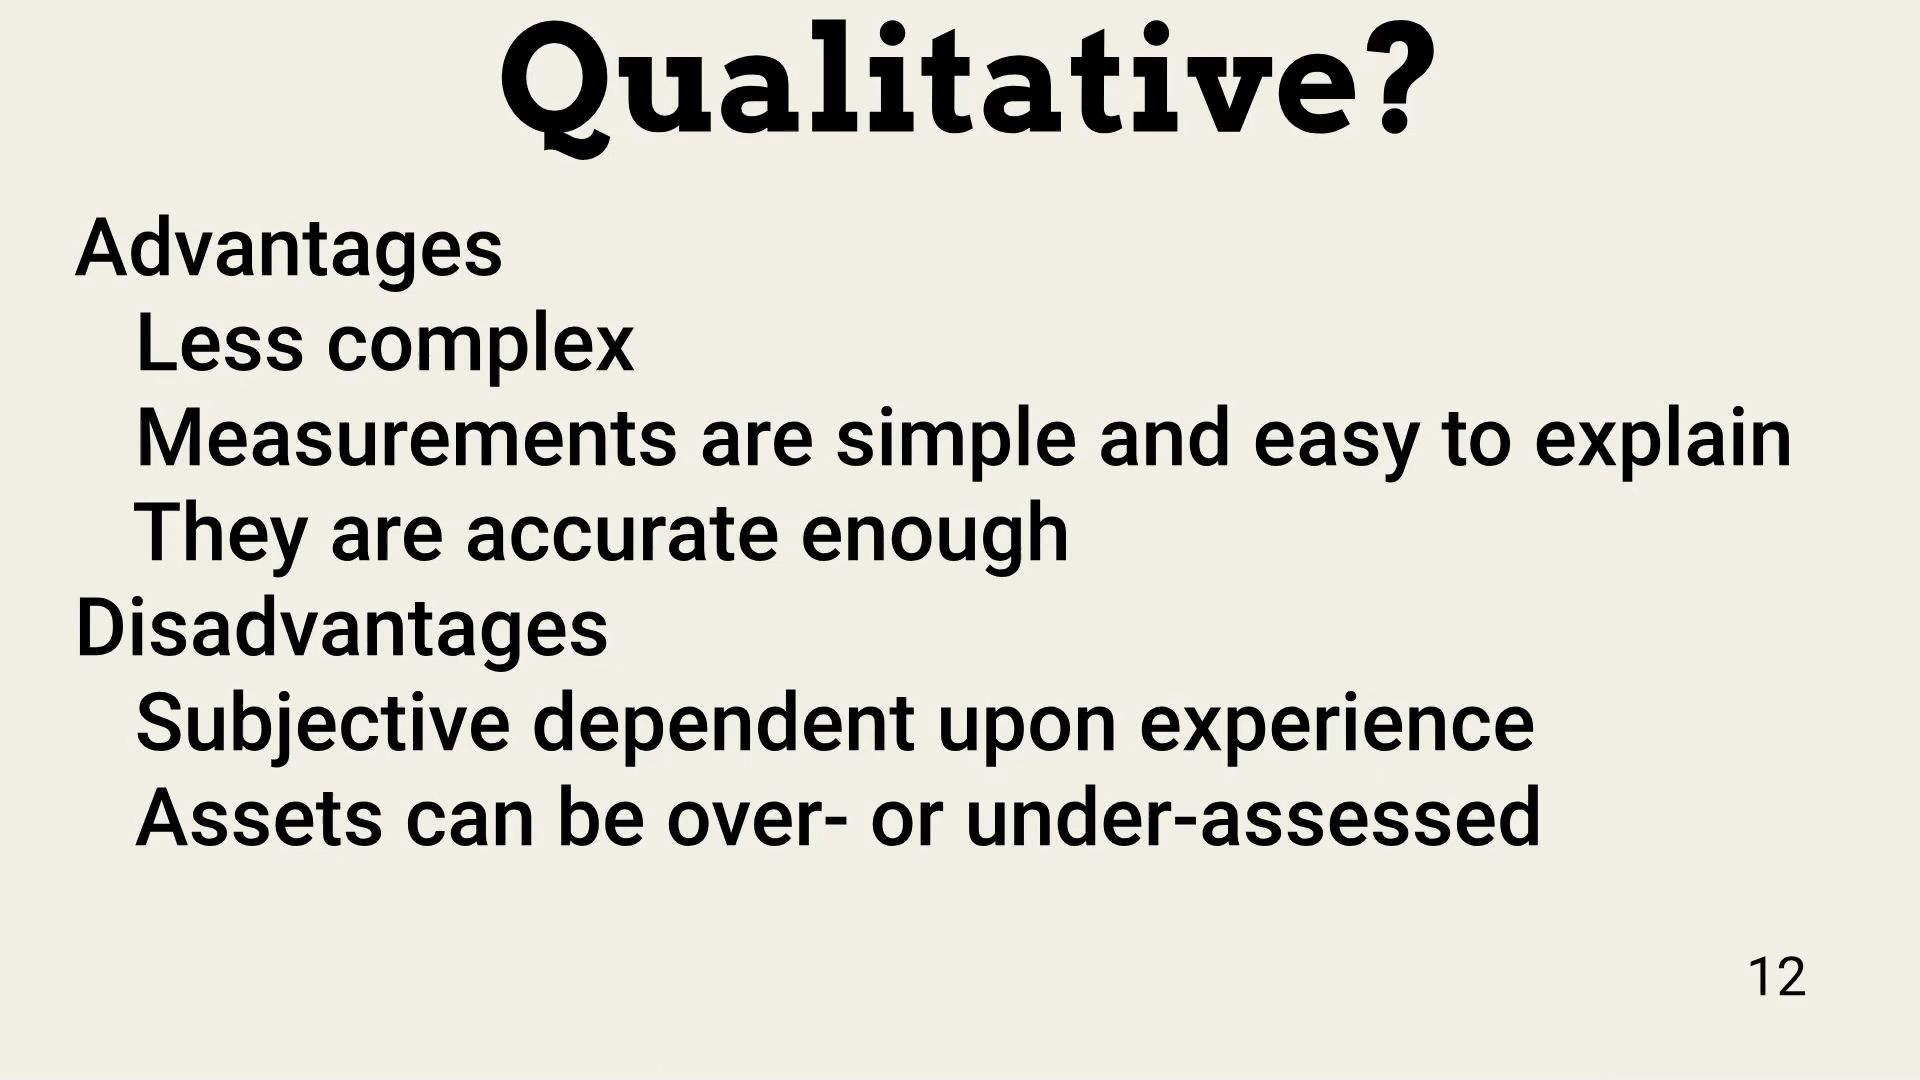 Qualitative?
Advantages
Less complex
Measurements are simple and easy to explain
They are accurate enough
Disadvantages
Subjective dependent upon experience
Assets can be over- or under-assessed
12